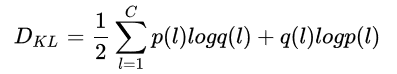 D_{KL} = \frac{1}{2} \sum_{l=1}^{C} p(l)logq(l) + q(l)logp(l)